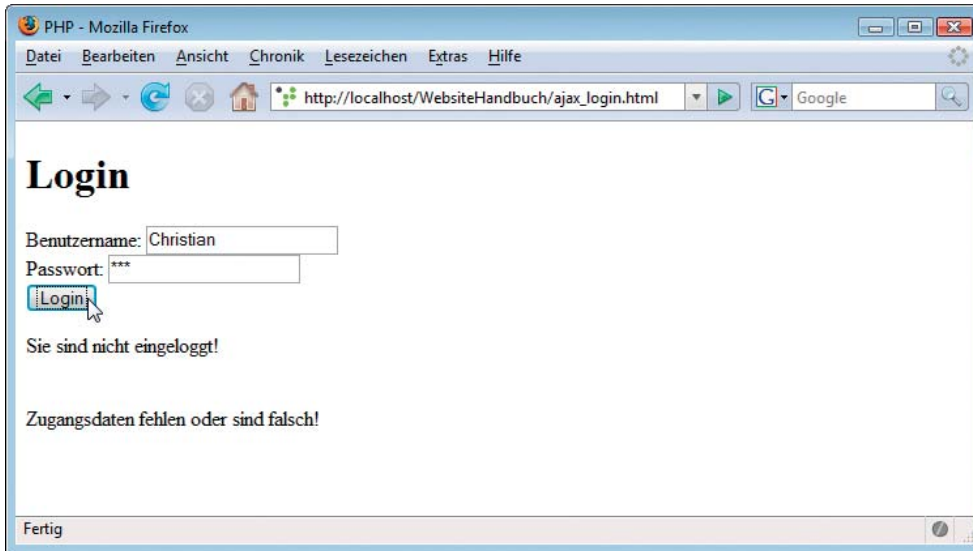 PHP - Mozilla Firefox
Datei Bearbeiten Ansicht Chronik Lesezeichen Extras Hilfe
http://localhost/WebsiteHandbuch/ajax_login.html G Google
Login
Benutzername: Christian
Passwort: ***
Login
Sie sind nicht eingeloggt!
Zugangsdaten fehlen oder sind falsch!
Fertig